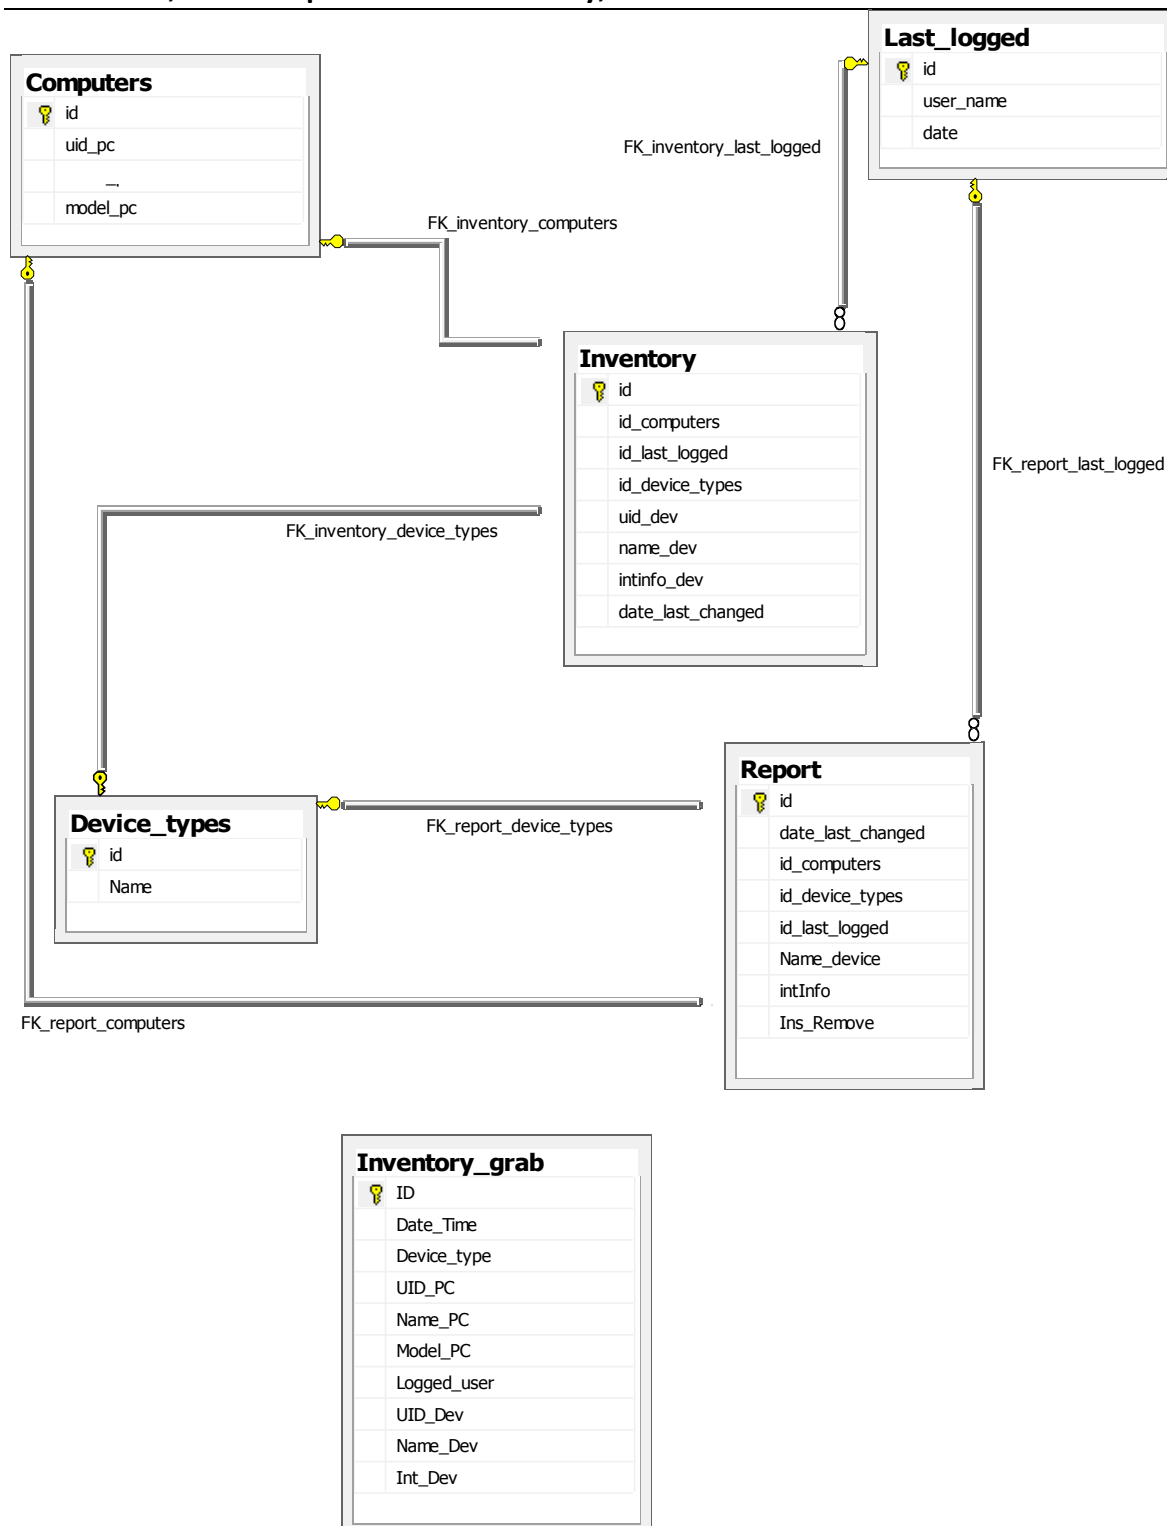 Last_logged
id
user_name
date
Computers
id
uid_pc
_,
model_pc
FK_inventory_last_logged
FK_inventory_computers
Inventory
id
id_computers
id_last_logged
id_device_types
uid_dev
name_dev
intinfo_dev
date_last_changed
FK_report_last_logged
FK_inventory_device_types
Device_types
id
Name
FK_report_device_types
Report
id
date_last_changed
id_computers
id_device_types
id_last_logged
Name_device
intInfo
Ins_Remove
FK_report_computers
Inventory_grab
ID
Date_Time
Device_type
UID_PC
Name_PC
Model_PC
Logged_user
UID_Dev
Name_Dev
Int_Dev